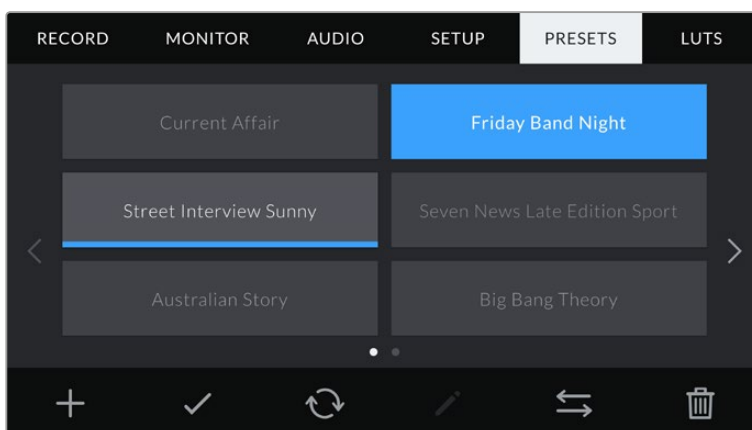 RECORD MONITOR AUDIO SETUP PRESETS LUTS
Current Affair Friday Band Night
Street Interview Sunny Seven News Late Edition Sport
Australian Story Big Bang Theory